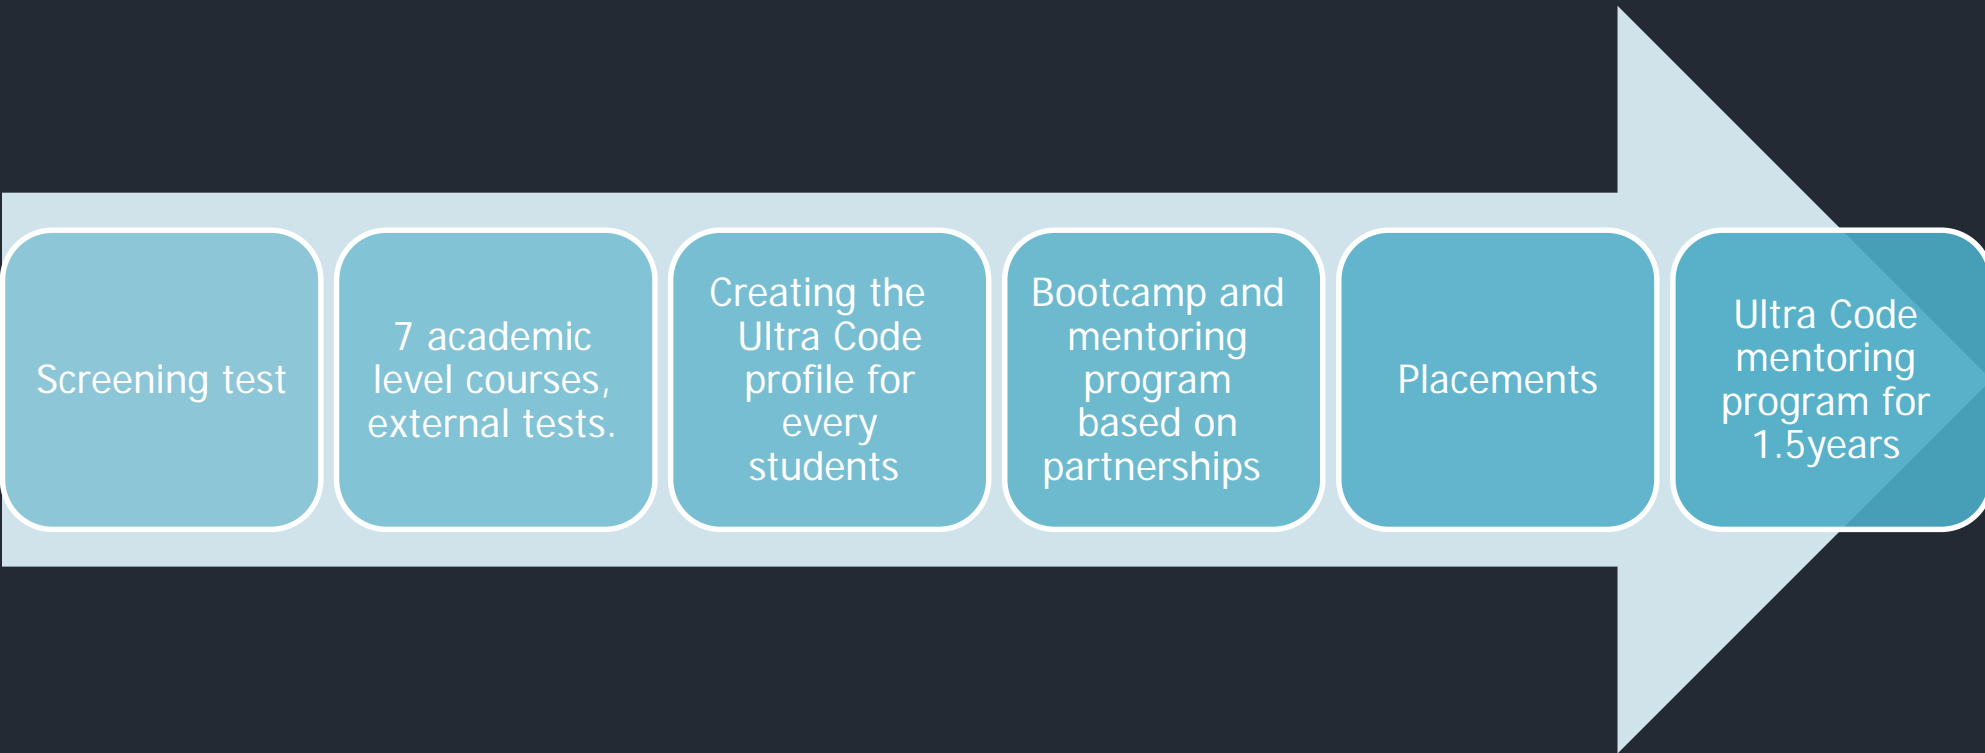 Screening test
7 academic
level courses,
external tests.
Creating the
Ultra Code
profile for
every
students
Bootcamp and
mentoring
program
based on
partnerships
Placements
Ultra Code
mentoring
program for
1.5years